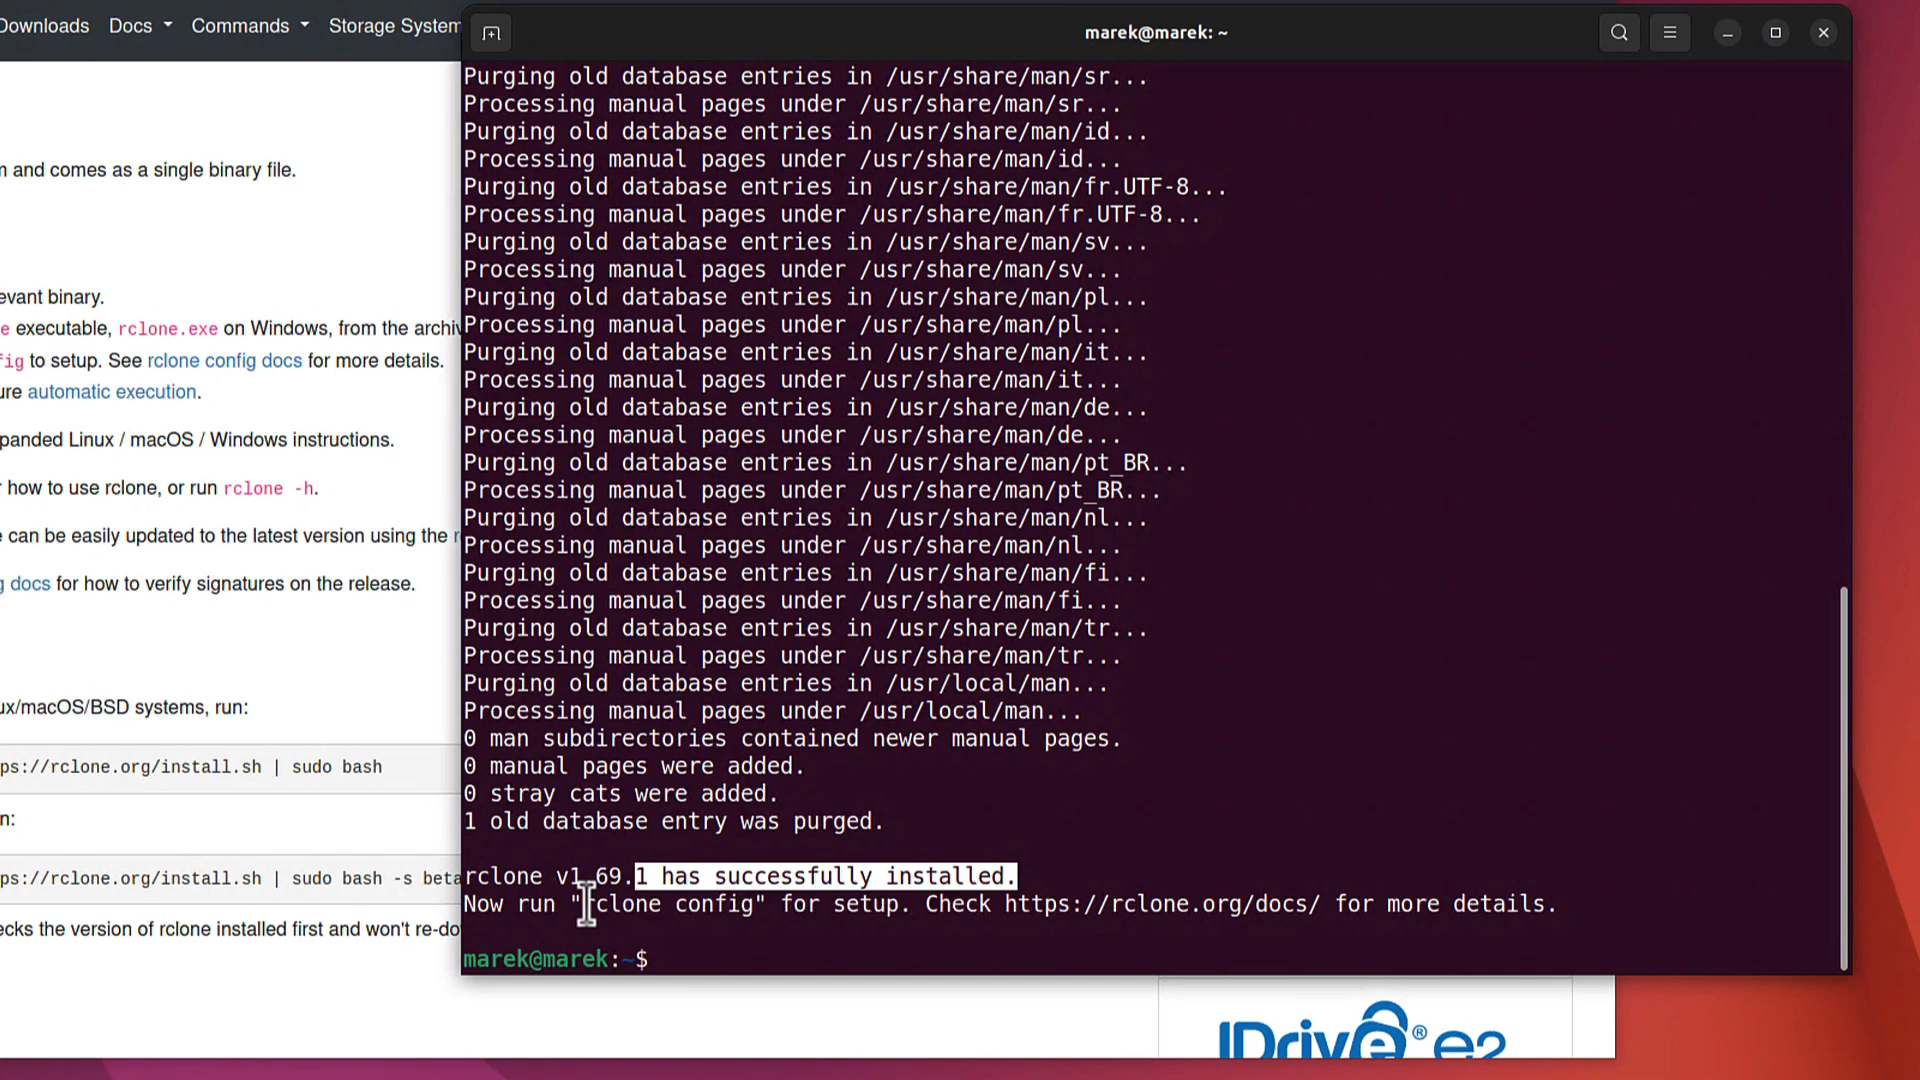 Downloads Docs Commands Storage System
marek@marek: ~
and comes as a single binary file.
binary.
executable, rclone.exe on Windows, from the
to setup. See rclone config docs for more details.
automatic execution.
Linux / macOS / Windows instructions.
how to use rclone, or run rclone -h.
can be easily updated to the latest version using the
docs for how to verify signatures on the release.
ux/macOS/BSD systems, run:
ps://rclone.org/install.sh | sudo bash
n:
ps://rclone.org/install.sh | sudo bash -s beta
ecks the version of rclone installed first and won't re-do
Purging old database entries in /usr/share/man/sr...
Processing manual pages under /usr/share/man/sr...
Purging old database entries in /usr/share/man/id...
Processing manual pages under /usr/share/man/id...
Purging old database entries in /usr/share/man/fr.UTF-8...
Processing manual pages under /usr/share/man/fr.UTF-8...
Purging old database entries in /usr/share/man/sv...
Processing manual pages under /usr/share/man/sv...
Purging old database entries in /usr/share/man/pl...
Processing manual pages under /usr/share/man/pl...
Purging old database entries in /usr/share/man/it...
Processing manual pages under /usr/share/man/it...
Purging old database entries in /usr/share/man/de...
Processing manual pages under /usr/share/man/de...
Purging old database entries in /usr/share/man/pt_BR...
Processing manual pages under /usr/share/man/pt_BR...
Purging old database entries in /usr/share/man/nl...
Processing manual pages under /usr/share/man/nl...
Purging old database entries in /usr/share/man/fi...
Processing manual pages under /usr/share/man/fi...
Purging old database entries in /usr/share/man/tr...
Processing manual pages under /usr/share/man/tr...
Purging old database entries in /usr/local/man...
Processing manual pages under /usr/local/man...
0 man subdirectories contained newer manual pages.
0 manual pages were added.
0 stray cats were added.
1 old database entry was purged.
rclone v1.69.1 has successfully installed.
Now run "rclone config" for setup. Check https://rclone.org/docs/ for more details.
marek@marek:~$
IDrive® e2